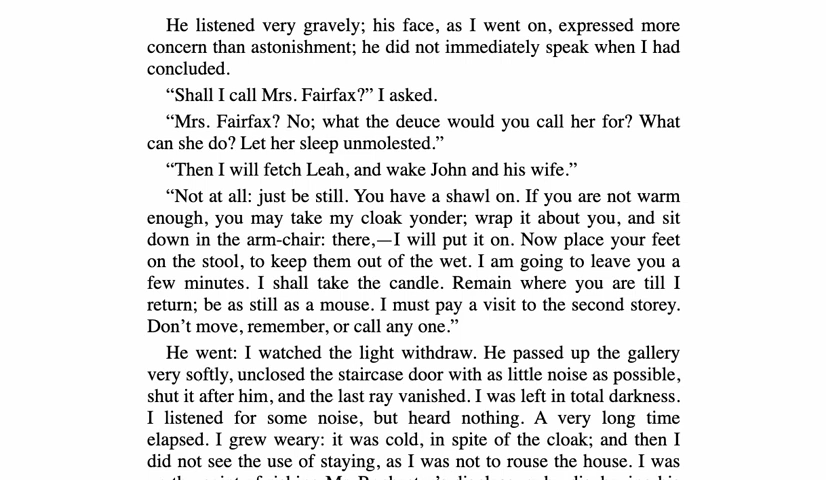 He listened very gravely; his face, as I went on, expressed more
concern than astonishment; he did not immediately speak when I had
concluded.
“Shall I call Mrs. Fairfax?” I asked.
“Mrs. Fairfax? No; what the deuce would you call her for? What
can she do? Let her sleep unmolested.”
“Then I will fetch Leah, and wake John and his wife.”
“Not at all: just be still. You have a shawl on. If you are not warm
enough, you may take my cloak yonder; wrap it about you, and sit
down in the arm-chair: there,—I will put it on. Now place your feet
on the stool, to keep them out of the wet. I am going to leave you a
few minutes. I shall take the candle. Remain where you are till I
return; be as still as a mouse. I must pay a visit to the second storey.
Don’t move, remember, or call any one.”
He went: I watched the light withdraw. He passed up the gallery
very softly, unclosed the staircase door with as little noise as possible,
shut it after him, and the last ray vanished. I was left in total darkness.
I listened for some noise, but heard nothing. A very long time
elapsed. I grew weary: it was cold, in spite of the cloak; and then I
did not see the use of staying, as I was not to rouse the house. I was